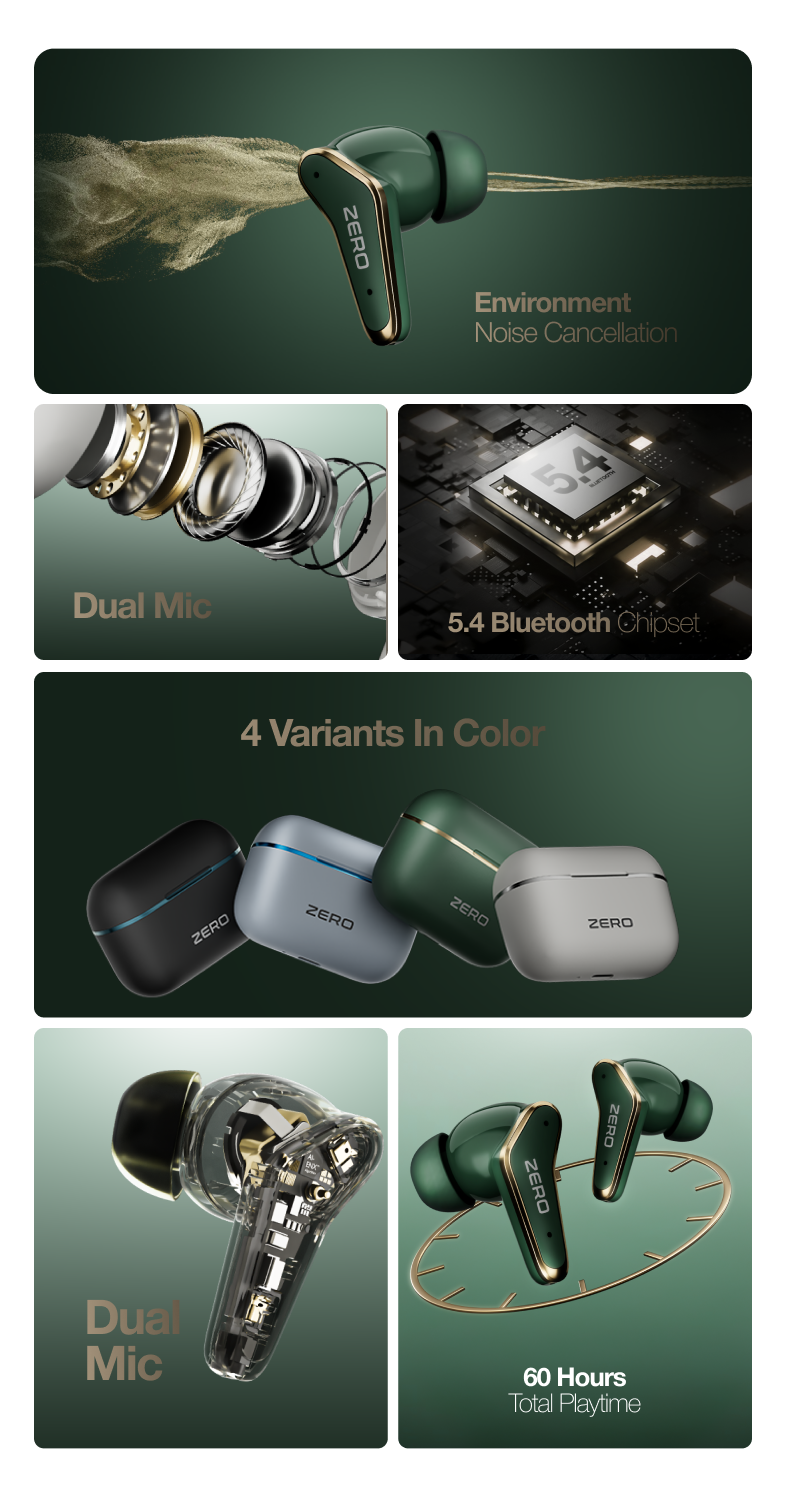 ZERO
Environment
Noise Cancellation
Dual Mic
5.4
BLUETOOTH
5.4 Bluetooth Chipset
4 Variants In Color
ZERO
ZERO
ZERO
ZERO
Dual
Mic
ZERO
ZERO
60 Hours
Total Playtime